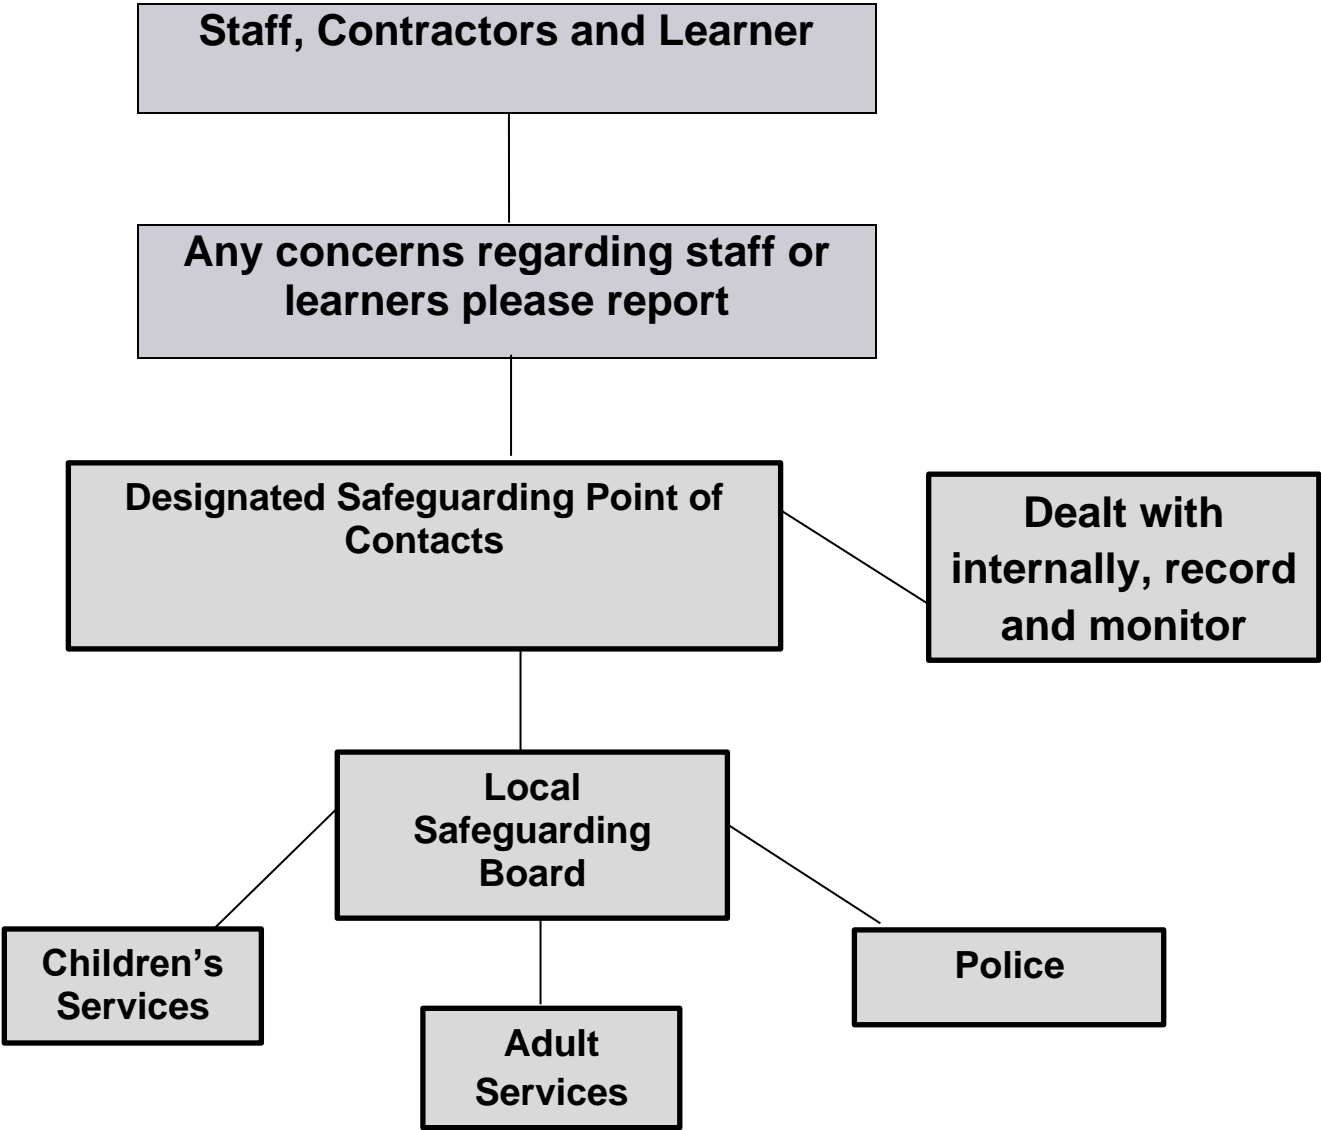 Staff, Contractors and Learner
Any concerns regarding staff or
learners please report
Designated Safeguarding Point of
Contacts
Dealt with
internally, record
and monitor
Local
Safeguarding
Board
Children’s
Services
Police
Adult
Services